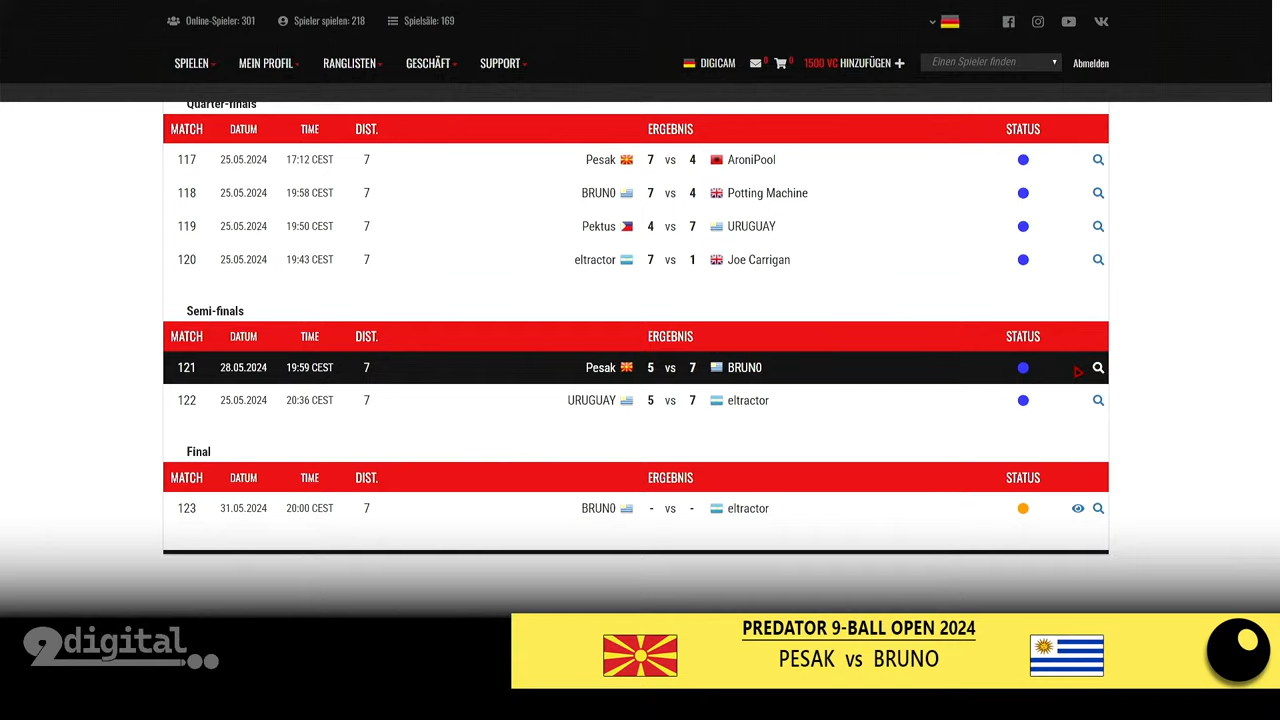 Online-Spieler: 301 Spieler spielen: 218 Spielsäle: 169
SPIELEN MEIN PROFIL RANGLISTEN GESCHÄFT SUPPORT DIGICAM 0 0 1500 VC HINZUFÜGEN Einen Spieler finden Abmelden
Quarter-finals
MATCH DATUM TIME DIST. ERGEBNIS STATUS
117 25.05.2024 17:12 CEST 7 Pesak 7 vs 4 AroniPool
118 25.05.2024 19:58 CEST 7 BRUN0 7 vs 4 Potting Machine
119 25.05.2024 19:50 CEST 7 Pektus 4 vs 7 URUGUAY
120 25.05.2024 19:43 CEST 7 eltractor 7 vs 1 Joe Carrigan
Semi-finals
MATCH DATUM TIME DIST. ERGEBNIS STATUS
121 28.05.2024 19:59 CEST 7 Pesak 5 vs 7 BRUN0
122 25.05.2024 20:36 CEST 7 URUGUAY 5 vs 7 eltractor
Final
MATCH DATUM TIME DIST. ERGEBNIS STATUS
123 31.05.2024 20:00 CEST 7 BRUN0 - vs - eltractor
9digital
PREDATOR 9-BALL OPEN 2024
PESAK vs BRUNO